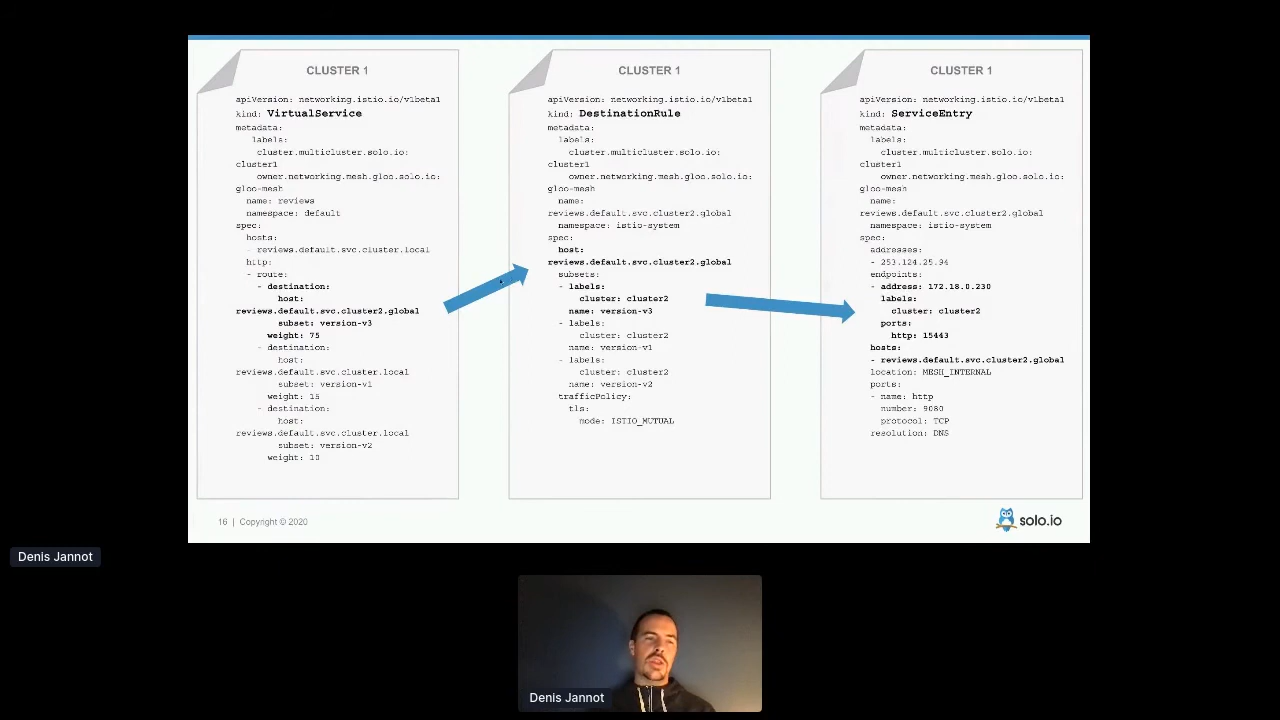 CLUSTER 1
apiVersion: networking.istio.io/v1beta1
kind: VirtualService
metadata:
labels:
cluster.multicluster.solo.io:
cluster1
owner.networking.mesh.gloo.solo.io:
gloo-mesh
name: reviews
namespace: default
spec:
hosts:
- reviews.default.svc.cluster.local
http:
- route:
- destination:
host:
reviews.default.svc.cluster2.global
subset: version-v3
weight: 75
- destination:
host:
reviews.default.svc.cluster.local
subset: version-v1
weight: 15
- destination:
host:
reviews.default.svc.cluster.local
subset: version-v2
weight: 10
CLUSTER 1
apiVersion: networking.istio.io/v1beta1
kind: DestinationRule
metadata:
labels:
cluster.multicluster.solo.io:
cluster1
owner.networking.mesh.gloo.solo.io:
gloo-mesh
name:
reviews.default.svc.cluster2.global
namespace: istio-system
spec:
host:
reviews.default.svc.cluster2.global
subsets:
- labels:
cluster: cluster2
name: version-v3
- labels:
cluster: cluster2
name: version-v1
- labels:
cluster: cluster2
name: version-v2
trafficPolicy:
tls:
mode: ISTIO_MUTUAL
CLUSTER 1
apiVersion: networking.istio.io/v1beta1
kind: ServiceEntry
metadata:
labels:
cluster.multicluster.solo.io:
cluster1
owner.networking.mesh.gloo.solo.io:
gloo-mesh
name:
reviews.default.svc.cluster2.global
namespace: istio-system
spec:
addresses:
- 253.124.25.94
endpoints:
- address: 172.18.0.230
labels:
cluster: cluster2
ports:
http: 15443
hosts:
- reviews.default.svc.cluster2.global
location: MESH_INTERNAL
ports:
- name: http
number: 9080
protocol: TCP
resolution: DNS
16 | Copyright © 2020
solo.io
Denis Jannot
Denis Jannot